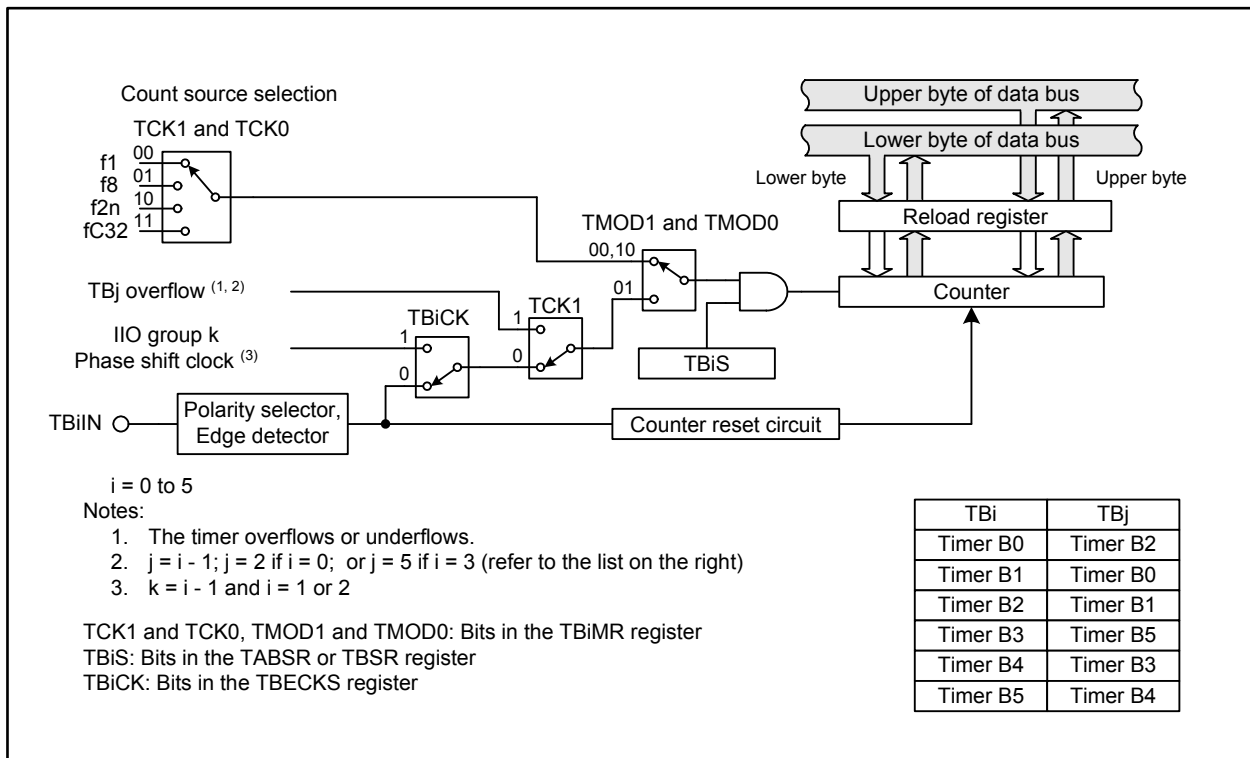 Count source selection
TCK1 and TCK0
f1 00
f8 01
f2n 10
fC32 11
Upper byte of data bus
Lower byte of data bus
Lower byte
Upper byte
Reload register
TMOD1 and TMOD0
00,10
01
Counter
TBj overflow (1, 2)
TCK1
1
0
TBiCK
IIO group k
Phase shift clock (3)
1
0
TBiS
TBiIN
Polarity selector,
Edge detector
Counter reset circuit
i = 0 to 5
Notes:
1. The timer overflows or underflows.
2. j = i - 1; j = 2 if i = 0; or j = 5 if i = 3 (refer to the list on the right)
3. k = i - 1 and i = 1 or 2
TCK1 and TCK0, TMOD1 and TMOD0: Bits in the TBiMR register
TBiS: Bits in the TABSR or TBSR register
TBiCK: Bits in the TBECKS register
TBi TBj
Timer B0 Timer B2
Timer B1 Timer B0
Timer B2 Timer B1
Timer B3 Timer B5
Timer B4 Timer B3
Timer B5 Timer B4